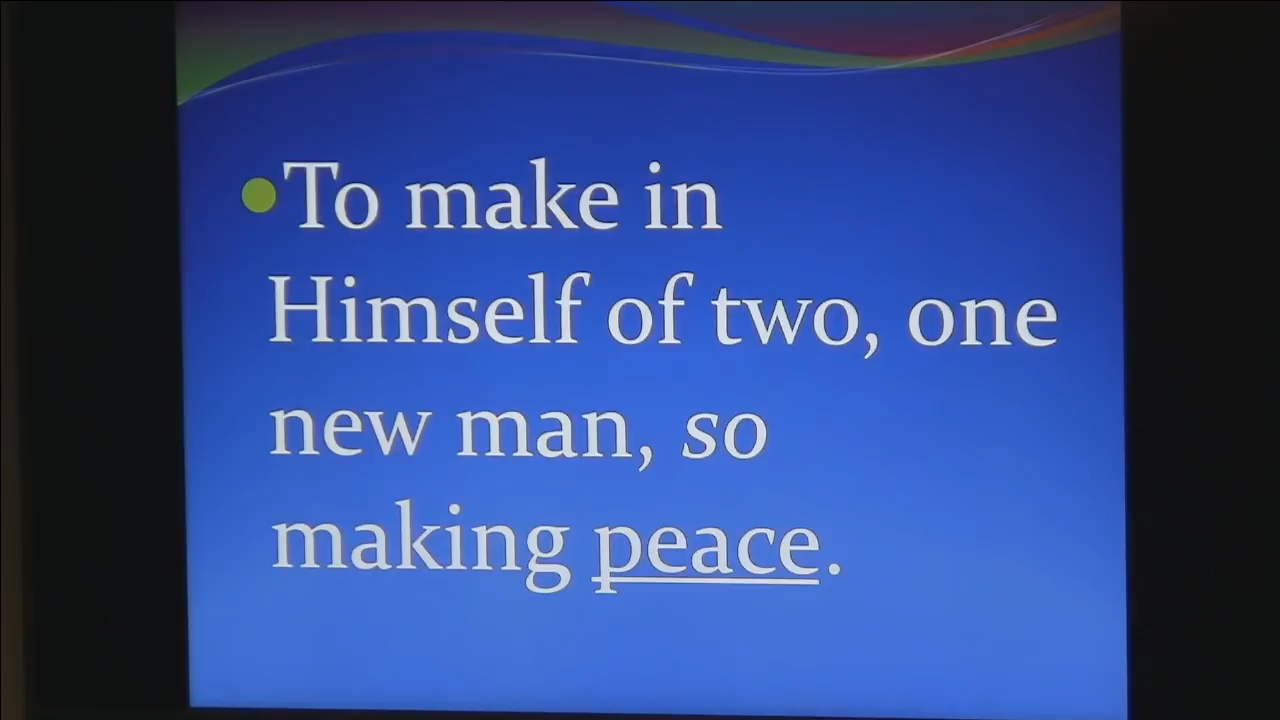 To make in
Himself of two, one
new man, so
making peace.